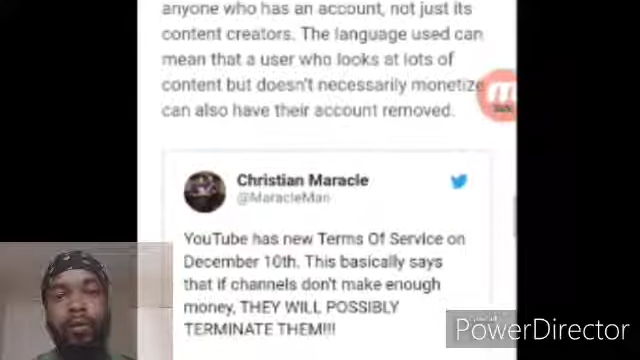 anyone who has an account, not just its
content creators. The language used can
mean that a user who looks at lots of
content but doesn't necessarily monetize
can also have their account removed.
Christian Maracle
@MaracleMan
YouTube has new Terms Of Service on
December 10th. This basically says
that if channels don't make enough
money, THEY WILL POSSIBLY
TERMINATE THEM!!!
PowerDirector